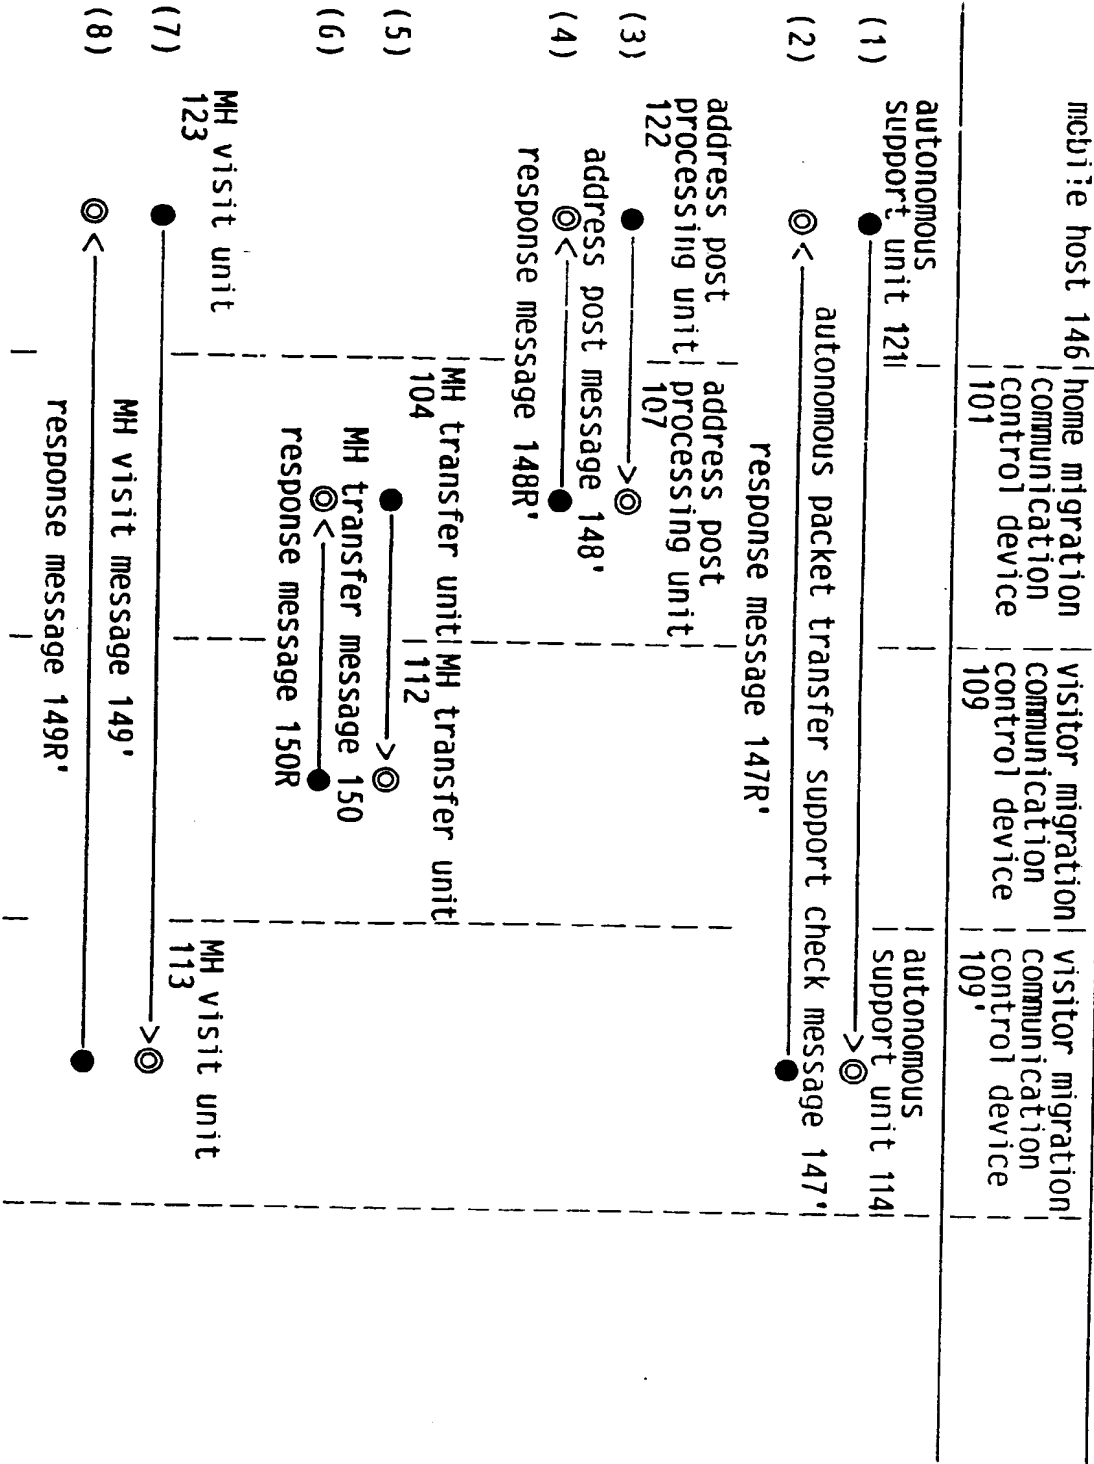 mobile host 146
home migration
communication
control device
101
visitor migration
communication
control device
109
visitor migration
communication
control device
109'
(1)
autonomous
support unit 121
autonomous
support unit 114
(2)
autonomous packet transfer support check message 147'
response message 147R'
address post
processing unit
122
address post
processing unit
107
(3)
address post message 148'
(4)
response message 148R'
MH transfer unit
104
MH transfer unit
112
(5)
MH transfer message 150
(6)
response message 150R
MH visit unit
123
MH visit unit
113
(7)
MH visit message 149'
(8)
response message 149R'